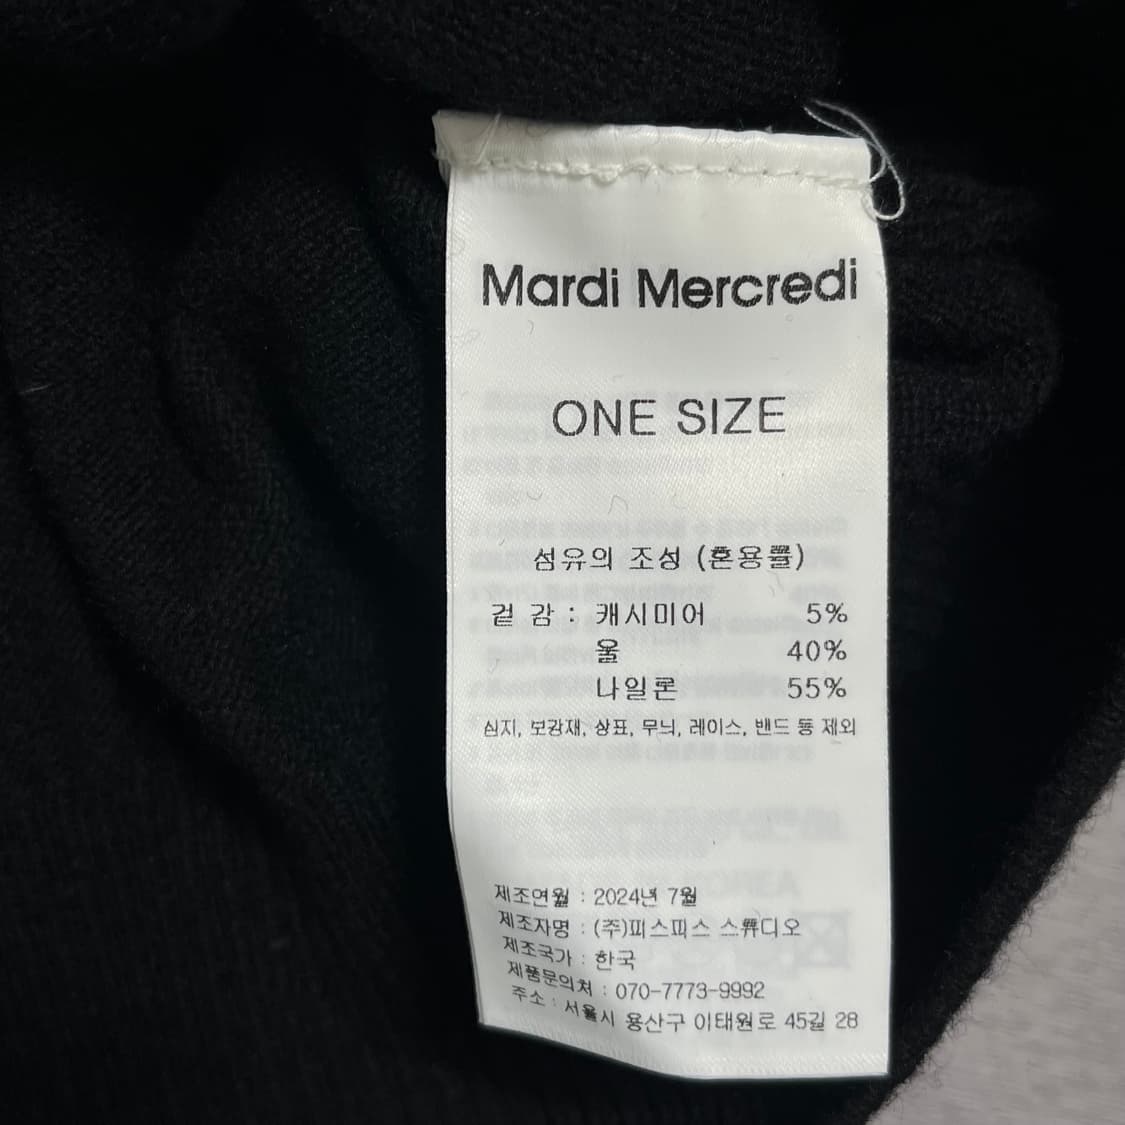 Mardi Mercredi
ONE SIZE
섬유의 조성 (혼용률)
겉 감 : 캐시미어 5%
울 40%
나일론 55%
심지, 보강재, 상표, 무늬, 레이스, 밴드 등 제외
제조연월 : 2024년 7월
제조자명 : (주)피스피스 스튜디오
제조국가 : 한국
제품문의처 : 070-7773-9992
주소 : 서울시 용산구 이태원로 45길 28